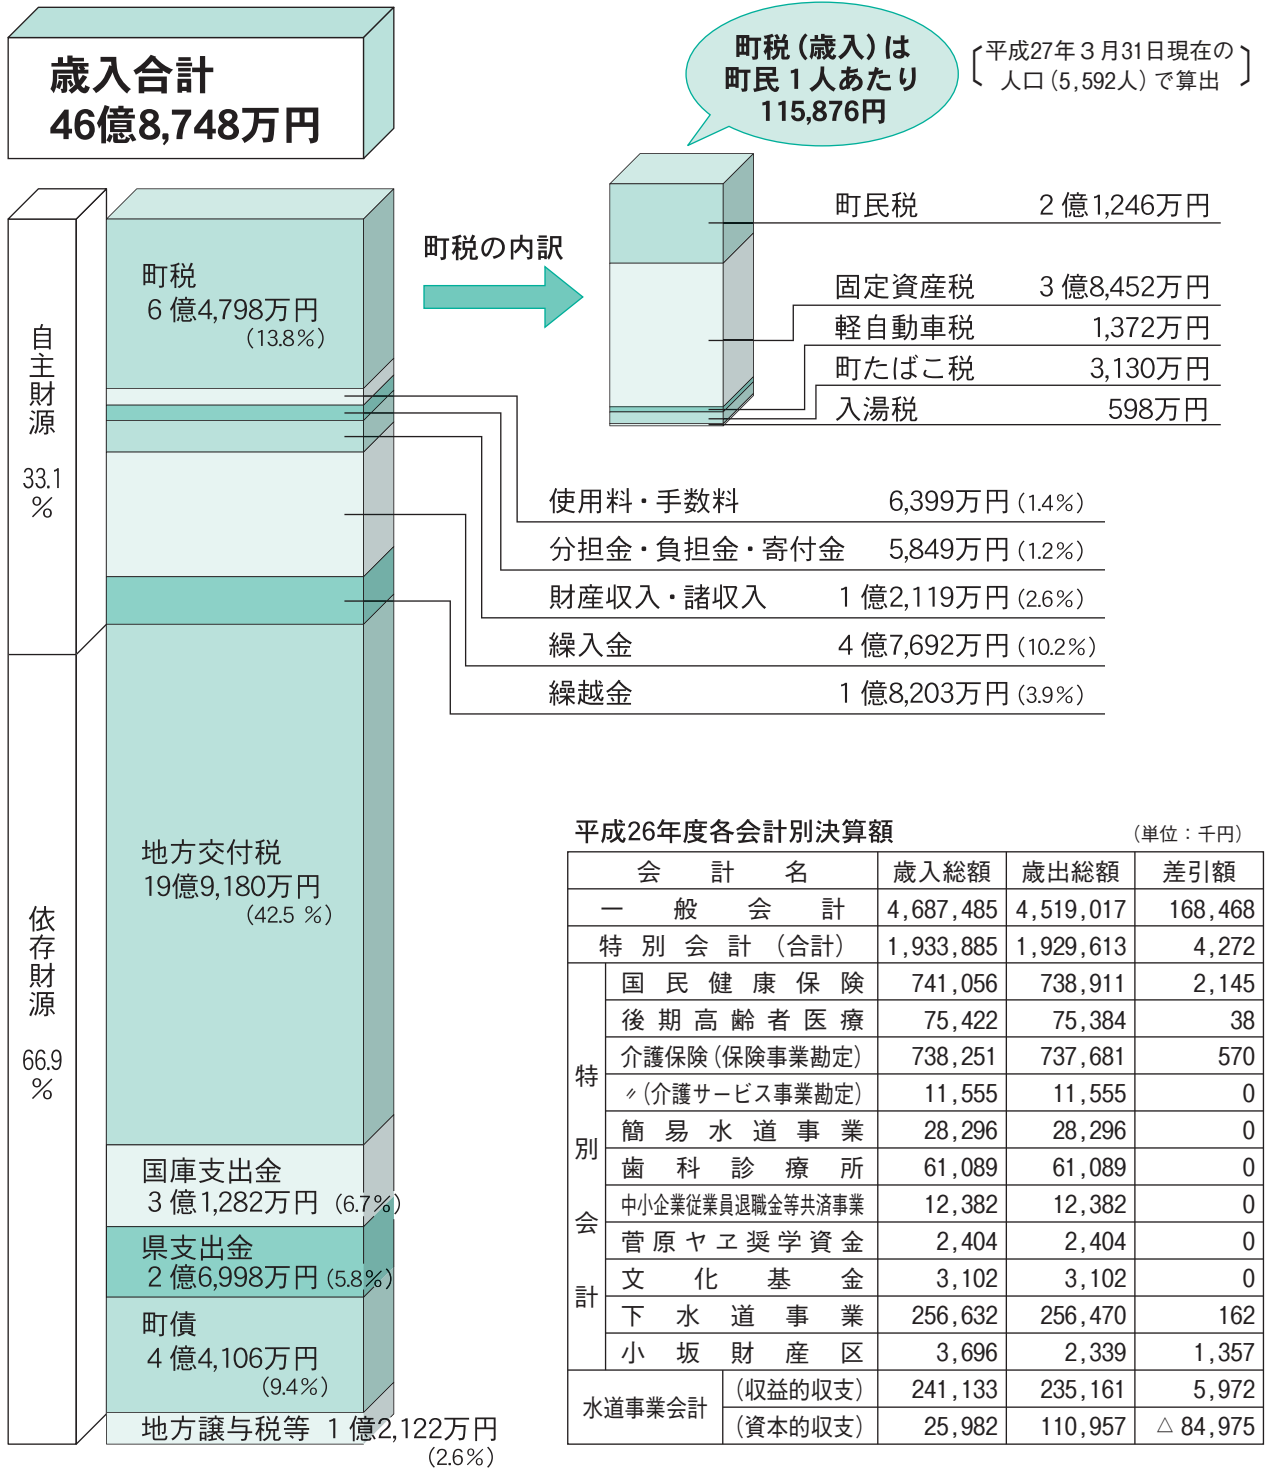 歳入合計
46億8,748万円
町税（歳入）は
町民１人あたり
115,876円
平成27年３月31日現在の
人口（5,592人）で算出
自主財源
33.1
％
依存財源
66.9
％
町税
６億4,798万円
（13.8％）
町税の内訳
町民税 ２億1,246万円
固定資産税 ３億8,452万円
軽自動車税 1,372万円
町たばこ税 3,130万円
入湯税 598万円
使用料・手数料 6,399万円（1.4％）
分担金・負担金・寄付金 5,849万円（1.2％）
財産収入・諸収入 １億2,119万円（2.6％）
繰入金 ４億7,692万円（10.2％）
繰越金 １億8,203万円（3.9％）
地方交付税
19億9,180万円
（42.5 ％）
国庫支出金
３億1,282万円（6.7％）
県支出金
２億6,998万円（5.8％）
町債
４億4,106万円
（9.4％）
地方譲与税等 １億2,122万円
（2.6％）
平成26年度各会計別決算額 （単位：千円）
会計名 歳入総額 歳出総額 差引額
一般会計 4,687,485 4,519,017 168,468
特別会計（合計） 1,933,885 1,929,613 4,272
特別会計
国民健康保険 741,056 738,911 2,145
後期高齢者医療 75,422 75,384 38
介護保険（保険事業勘定） 738,251 737,681 570
〃（介護サービス事業勘定） 11,555 11,555 0
簡易水道事業 28,296 28,296 0
歯科診療所 61,089 61,089 0
中小企業従業員退職金等共済事業 12,382 12,382 0
菅原ヤヱ奨学資金 2,404 2,404 0
文化基金 3,102 3,102 0
下水道事業 256,632 256,470 162
小坂財産区 3,696 2,339 1,357
水道事業会計
（収益的収支） 241,133 235,161 5,972
（資本的収支） 25,982 110,957 △84,975